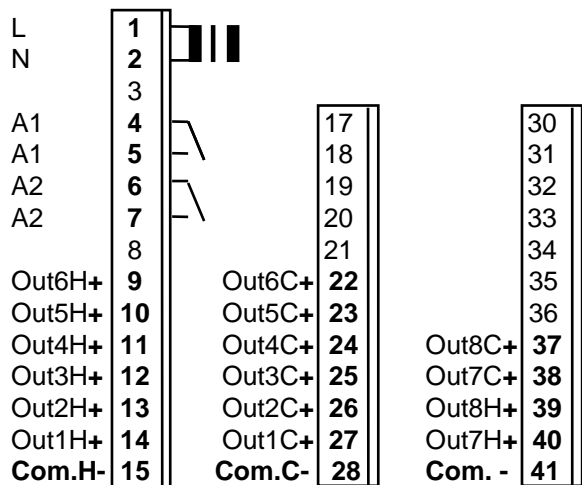 L 1
N 2
3
A1 4
A1 5
A2 6
A2 7
8
Out6H+ 9
Out5H+ 10
Out4H+ 11
Out3H+ 12
Out2H+ 13
Out1H+ 14
Com.H- 15
17
18
19
20
21
Out6C+ 22
Out5C+ 23
Out4C+ 24
Out3C+ 25
Out2C+ 26
Out1C+ 27
Com.C- 28
30
31
32
33
34
35
36
Out8C+ 37
Out7C+ 38
Out8H+ 39
Out7H+ 40
Com. - 41